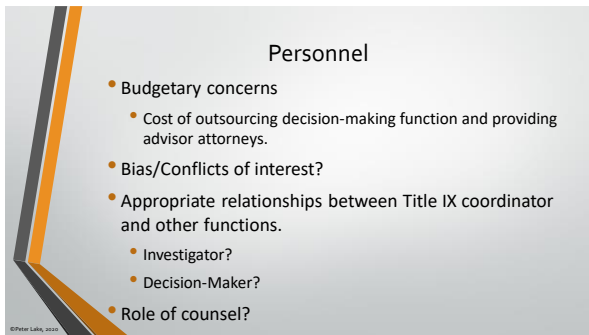 Personnel
• Budgetary concerns
• Cost of outsourcing decision-making function and providing
advisor attorneys.
• Bias/Conflicts of interest?
• Appropriate relationships between Title IX coordinator
and other functions.
• Investigator?
• Decision-Maker?
• Role of counsel?
©Peter Lake, 2020